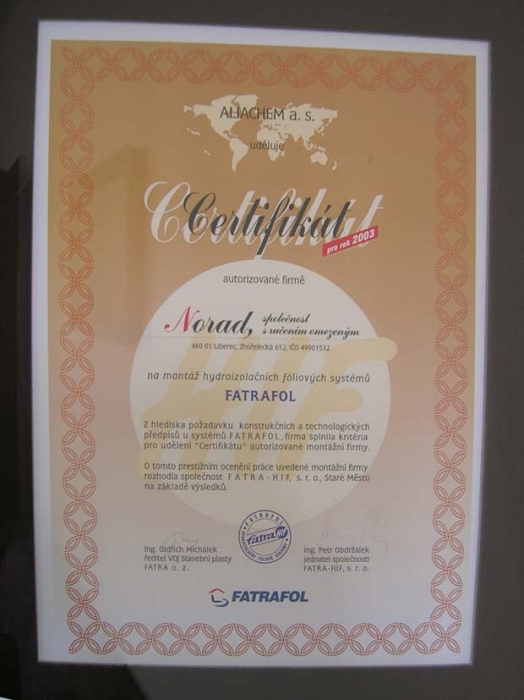 ALIACHEM a. s.
uděluje
Certifikát
pro rok 2003
autorizované firmě
Norad, společnost
s ručením omezeným
460 01 Liberec, Zhořelecká 652, IČO 49901532
na montáž hydroizolačních fóliových systémů
FATRAFOL
Z hlediska požadavku konstrukčních a technologických
předpisů u systémů FATRAFOL, firma splnila kritéria
pro udělení "Certifikátu" autorizované montážní firmy.
O tomto prestižním ocenění práce uvedené montážní firmy
rozhodla společnost FATRA-HIF, s. r. o., Staré Město
na základě výsledků.
FATRAFOL
fatra hif
Ing. Oldřich Michálek
ředitel VOJ Stavební plasty
FATRA o. z.
Ing. Petr Obdržálek
jednatel společnosti
FATRA-HIF, s. r. o.
FATRAFOL